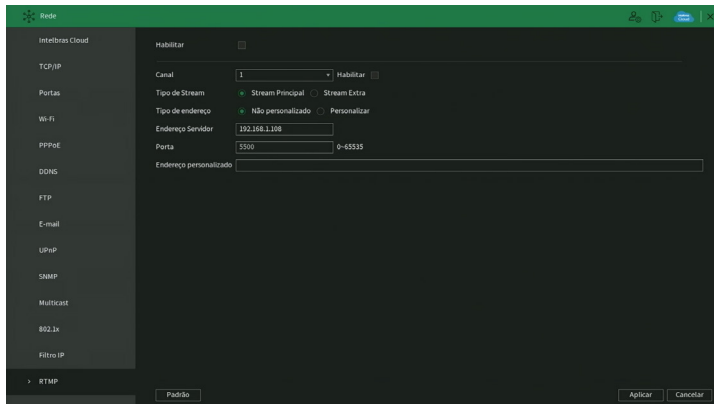 Rede
Intelbras Cloud
TCP/IP
Portas
Wi-Fi
PPPoE
DDNS
FTP
E-mail
UPnP
SNMP
Multicast
802.1x
Filtro IP
> RTMP
Habilitar
Canal 1 Habilitar
Tipo de Stream Stream Principal Stream Extra
Tipo de endereço Não personalizado Personalizar
Endereço Servidor 192.168.1.108
Porta 5500 0~65535
Endereço personalizado
Padrão Aplicar Cancelar